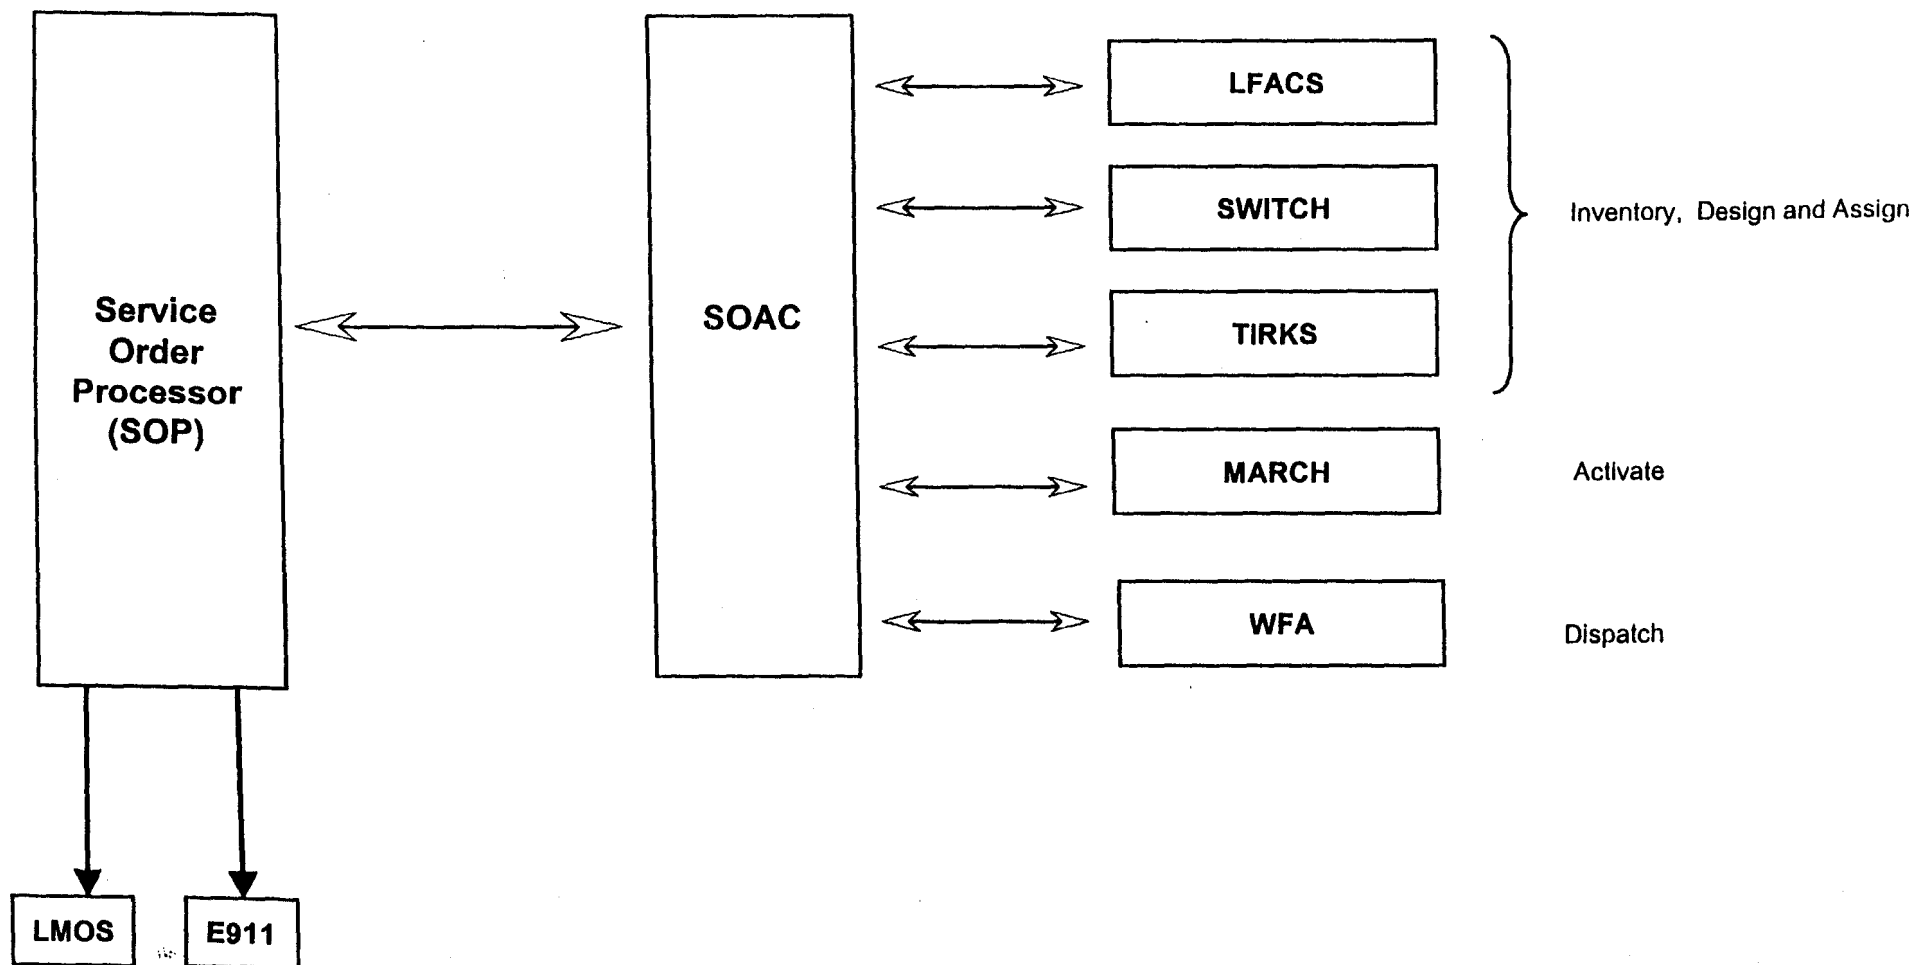 Service
Order
Processor
(SOP)
SOAC
LFACS
SWITCH
TIRKS
Inventory, Design and Assign
MARCH
Activate
WFA
Dispatch
LMOS
E911